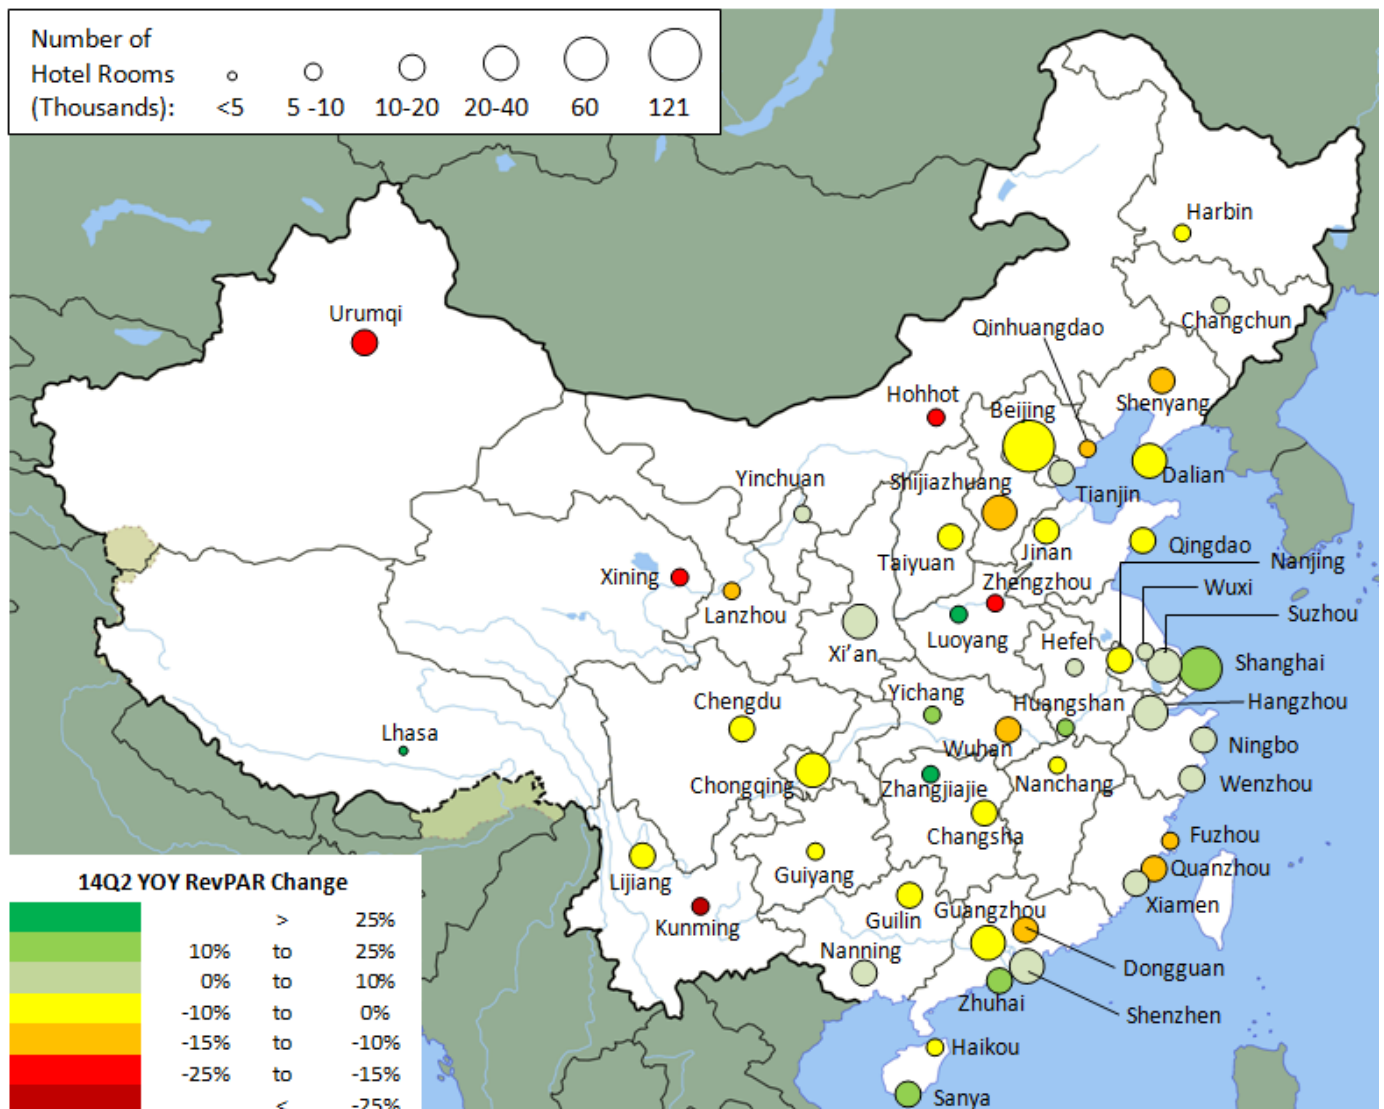 Number of
Hotel Rooms
(Thousands):
<5
5 -10
10-20
20-40
60
121
Harbin
Changchun
Urumqi
Qinhuangdao
Hohhot
Beijing
Shenyang
Yinchuan
Shijiazhuang
Tianjin
Dalian
Taiyuan
Jinan
Qingdao
Nanjing
Xining
Lanzhou
Zhengzhou
Wuxi
Luoyang
Suzhou
Xi’an
Hefei
Shanghai
Chengdu
Yichang
Huangshan
Hangzhou
Lhasa
Wuhan
Ningbo
Chongqing
Zhangjiajie
Nanchang
Wenzhou
Changsha
Fuzhou
Lijiang
Guiyang
Quanzhou
Kunming
Guilin
Guangzhou
Xiamen
Nanning
Dongguan
Zhuhai
Shenzhen
Haikou
Sanya
14Q2 YOY RevPAR Change
> 25%
10% to 25%
0% to 10%
-10% to 0%
-15% to -10%
-25% to -15%
< -25%